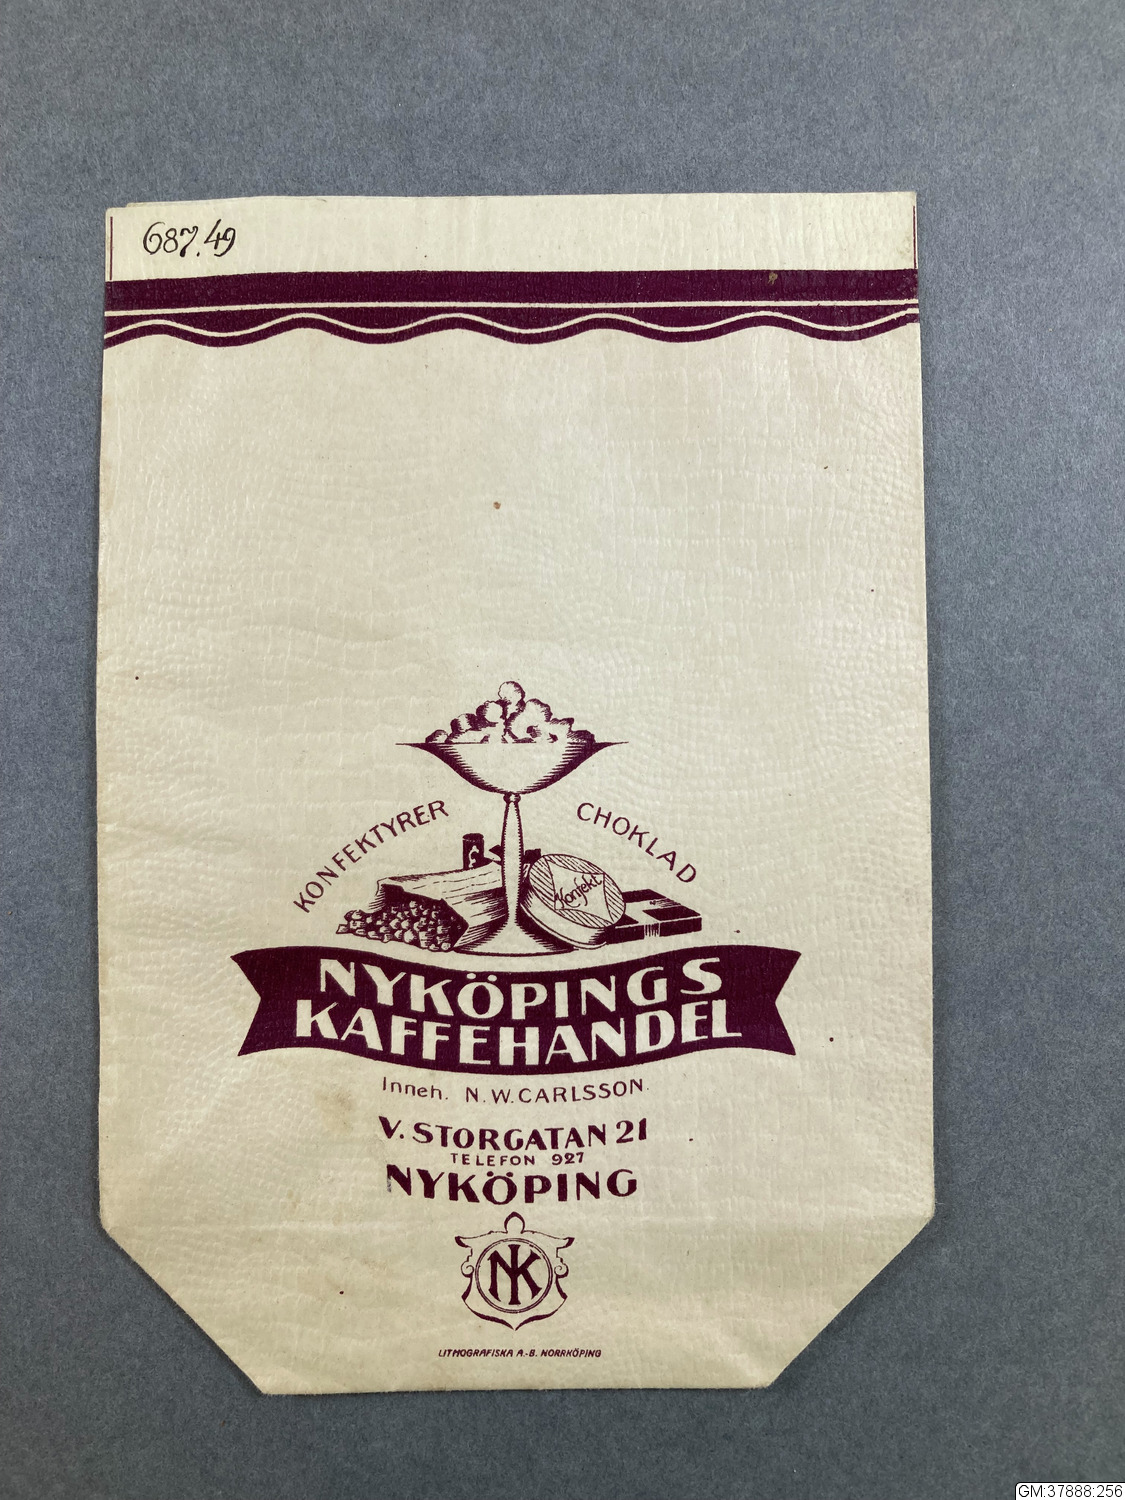 687.49
KONFEKTYRER
CHOKLAD
Konfekt
NYKÖPINGS
KAFFEHANDEL
Inneh. N.W. CARLSSON.
V. STORGATAN 21
TELEFON 927
NYKÖPING
NK
LITHOGRAFISKA A.-B. NORRKÖPING
GM:37888:256